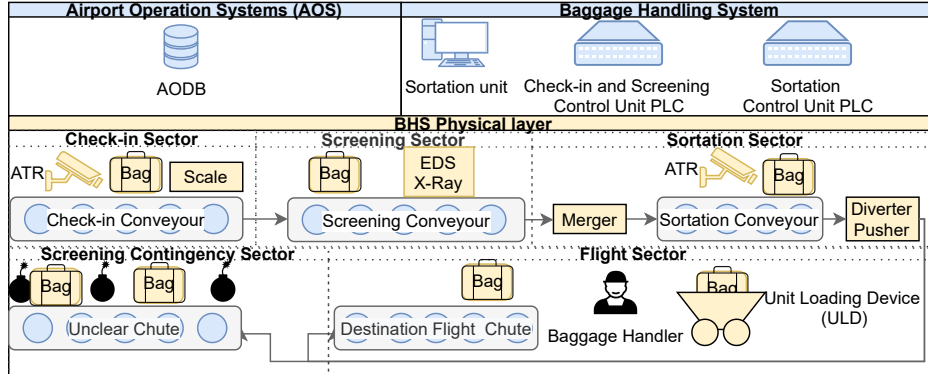 Airport Operation Systems (AOS)
Baggage Handling System
AODB
Sortation unit
Check-in and Screening
Control Unit PLC
Sortation
Control Unit PLC
BHS Physical layer
Check-in Sector
Screening Sector
Sortation Sector
ATR
Bag
Scale
Bag
EDS
X-Ray
ATR
Bag
Check-in Conveyour
Screening Conveyour
Merger
Sortation Conveyour
Diverter
Pusher
Screening Contingency Sector
Flight Sector
Bag
Bag
Bag
Bag
Unclear Chute
Destination Flight Chute
Baggage Handler
Unit Loading Device
(ULD)